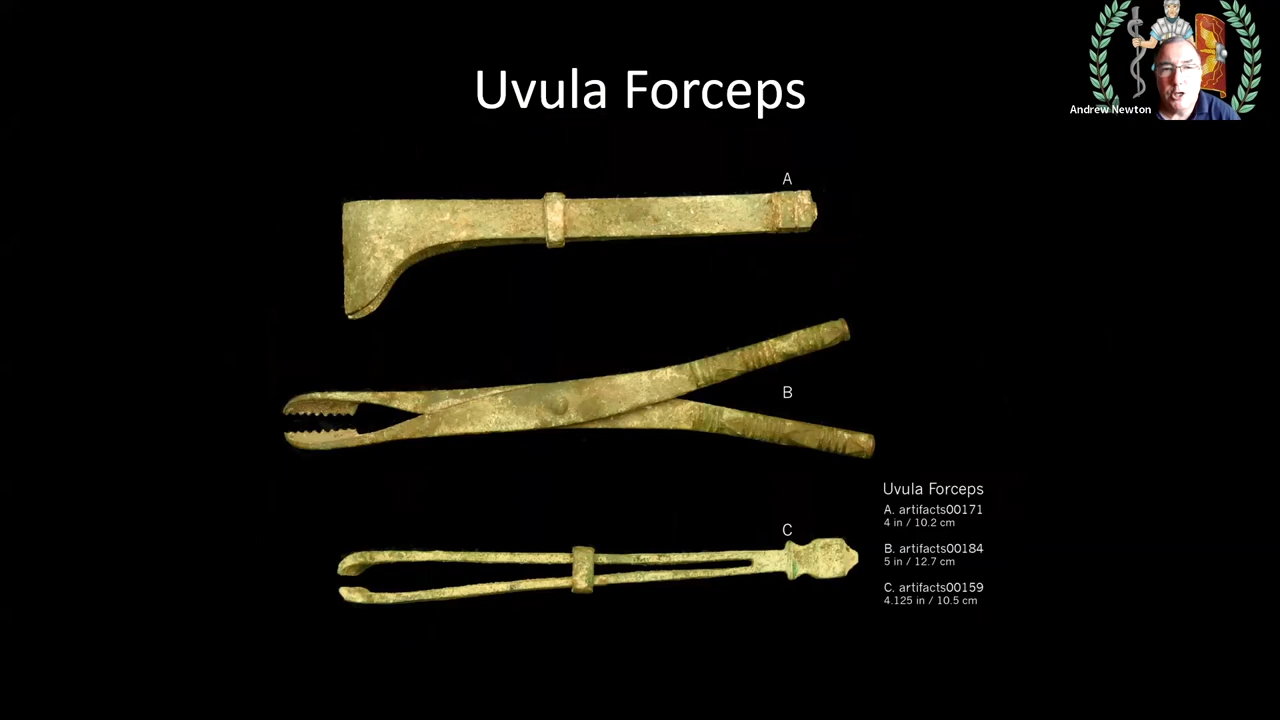 Uvula Forceps
Andrew Newton
A
B
C
Uvula Forceps
A. artifacts00171
4 in / 10.2 cm
B. artifacts00184
5 in / 12.7 cm
C. artifacts00159
4.125 in / 10.5 cm